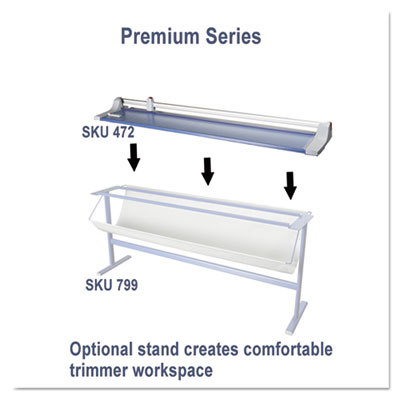 Premium Series
SKU 472
SKU 799
Optional stand creates comfortable
trimmer workspace